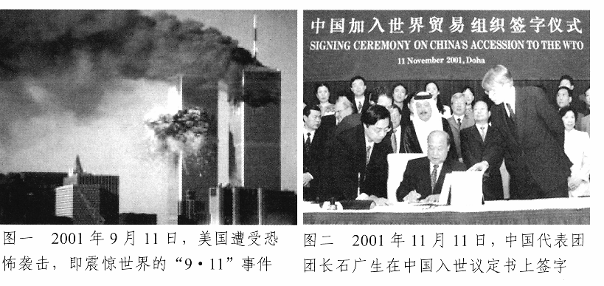 中国加入世界贸易组织签字仪式
SIGNING CEREMONY ON CHINA'S ACCESSION TO THE WTO
11 November 2001, Doha
图一 2001年9月11日，美国遭受恐
怖袭击，即震惊世界的“9·11”事件
图二 2001年11月11日，中国代表团
团长石广生在中国入世议定书上签字